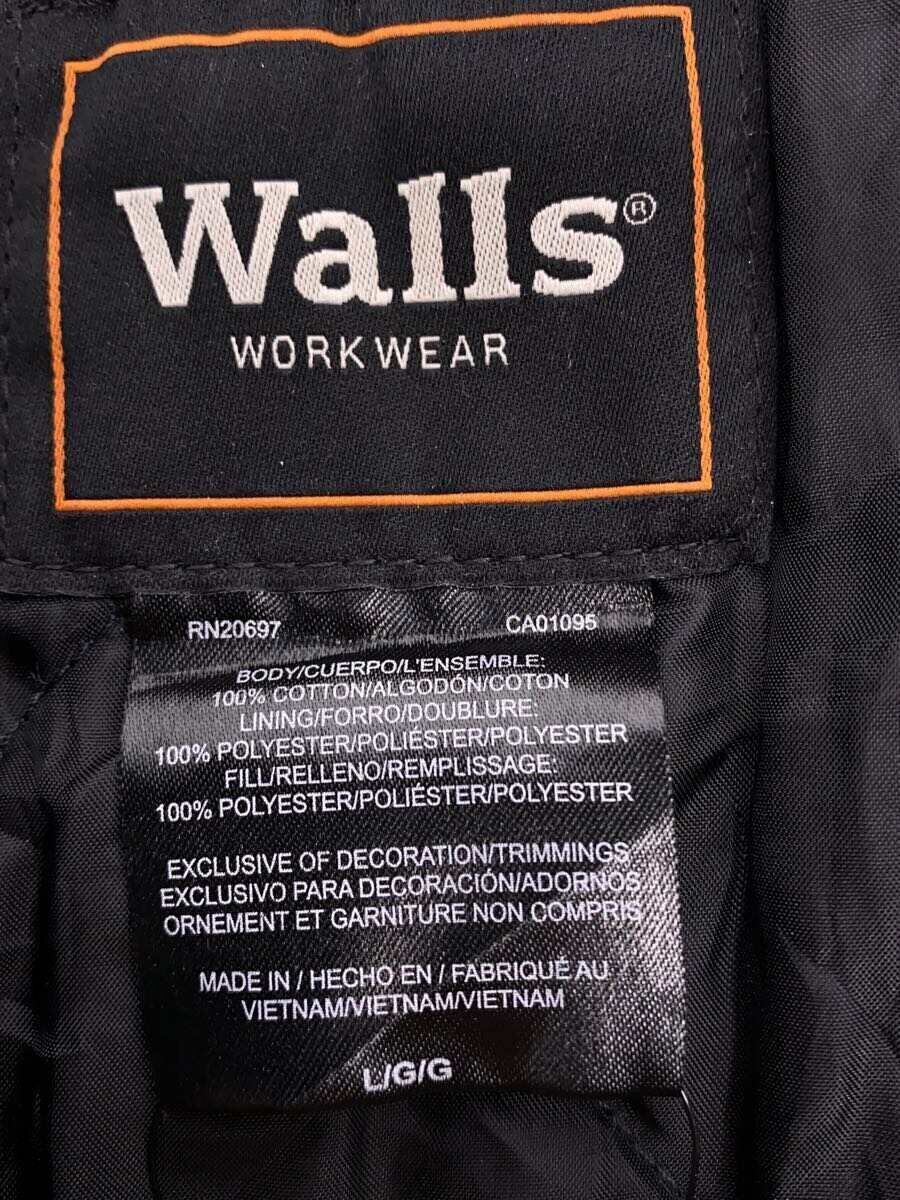 Walls®
WORKWEAR
RN20697 CA01095
BODY/CUERPO/L'ENSEMBLE:
100% COTTON/ALGODÓN/COTON
LINING/FORRO/DOUBLURE:
100% POLYESTER/POLIÉSTER/POLYESTER
FILL/RELLENO/REMPLISSAGE:
100% POLYESTER/POLIÉSTER/POLYESTER
EXCLUSIVE OF DECORATION/TRIMMINGS
EXCLUSIVO PARA DECORACIÓN/ADORNOS
ORNEMENT ET GARNITURE NON COMPRIS
MADE IN / HECHO EN / FABRIQUÉ AU
VIETNAM/VIETNAM/VIETNAM
L/G/G